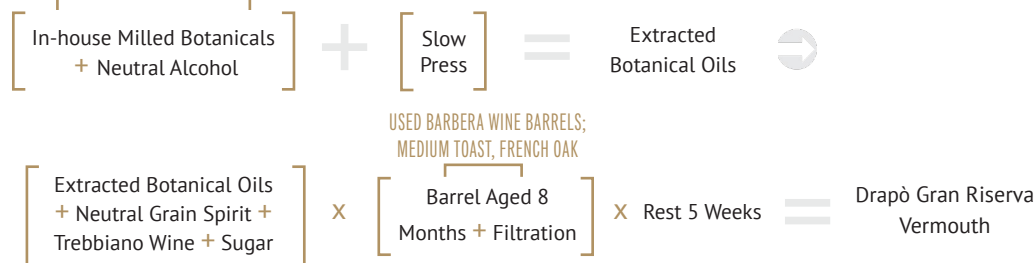 In-house Milled Botanicals
+ Neutral Alcohol
+
Slow
Press
=
Extracted
Botanical Oils
USED BARBERA WINE BARRELS;
MEDIUM TOAST, FRENCH OAK
Extracted Botanical Oils
+ Neutral Grain Spirit +
Trebbiano Wine + Sugar
x
Barrel Aged 8
Months + Filtration
x Rest 5 Weeks
=
Drapò Gran Riserva
Vermouth